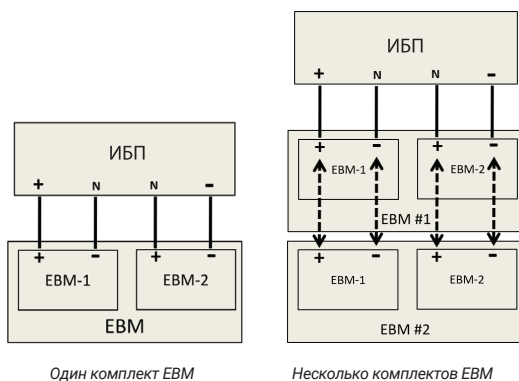 ИБП
+ N N -
+ - + -
EBM-1 EBM-2
EBM
Один комплект EBM
ИБП
+ N N -
+ - + -
EBM-1 EBM-2
EBM #1
+ - + -
EBM-1 EBM-2
EBM #2
Несколько комплектов EBM